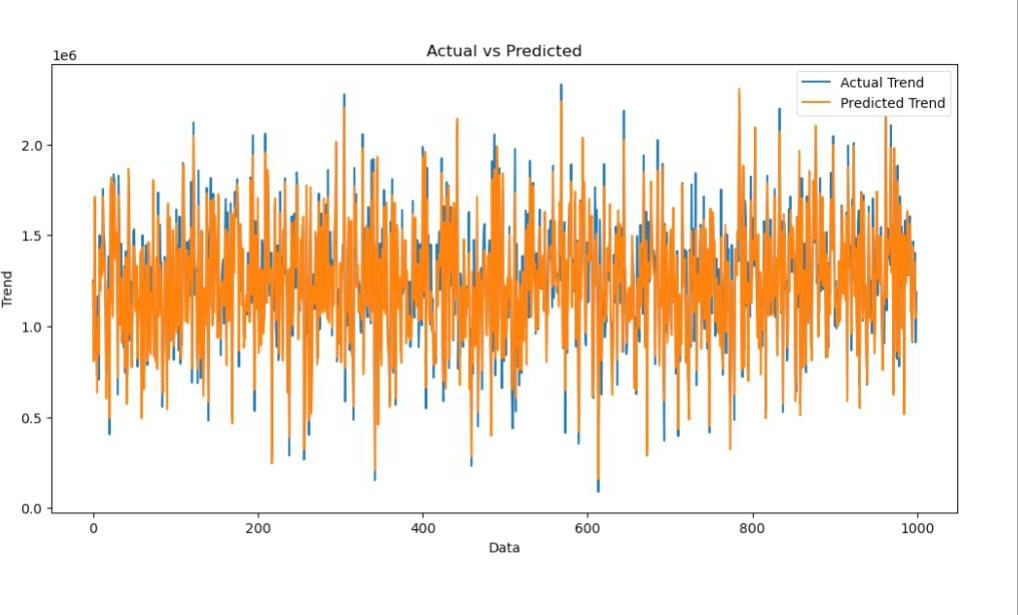 Actual vs Predicted
1e6
Actual Trend
Predicted Trend
2.0
1.5
1.0
0.5
0.0
Trend
0 200 400 600 800 1000
Data